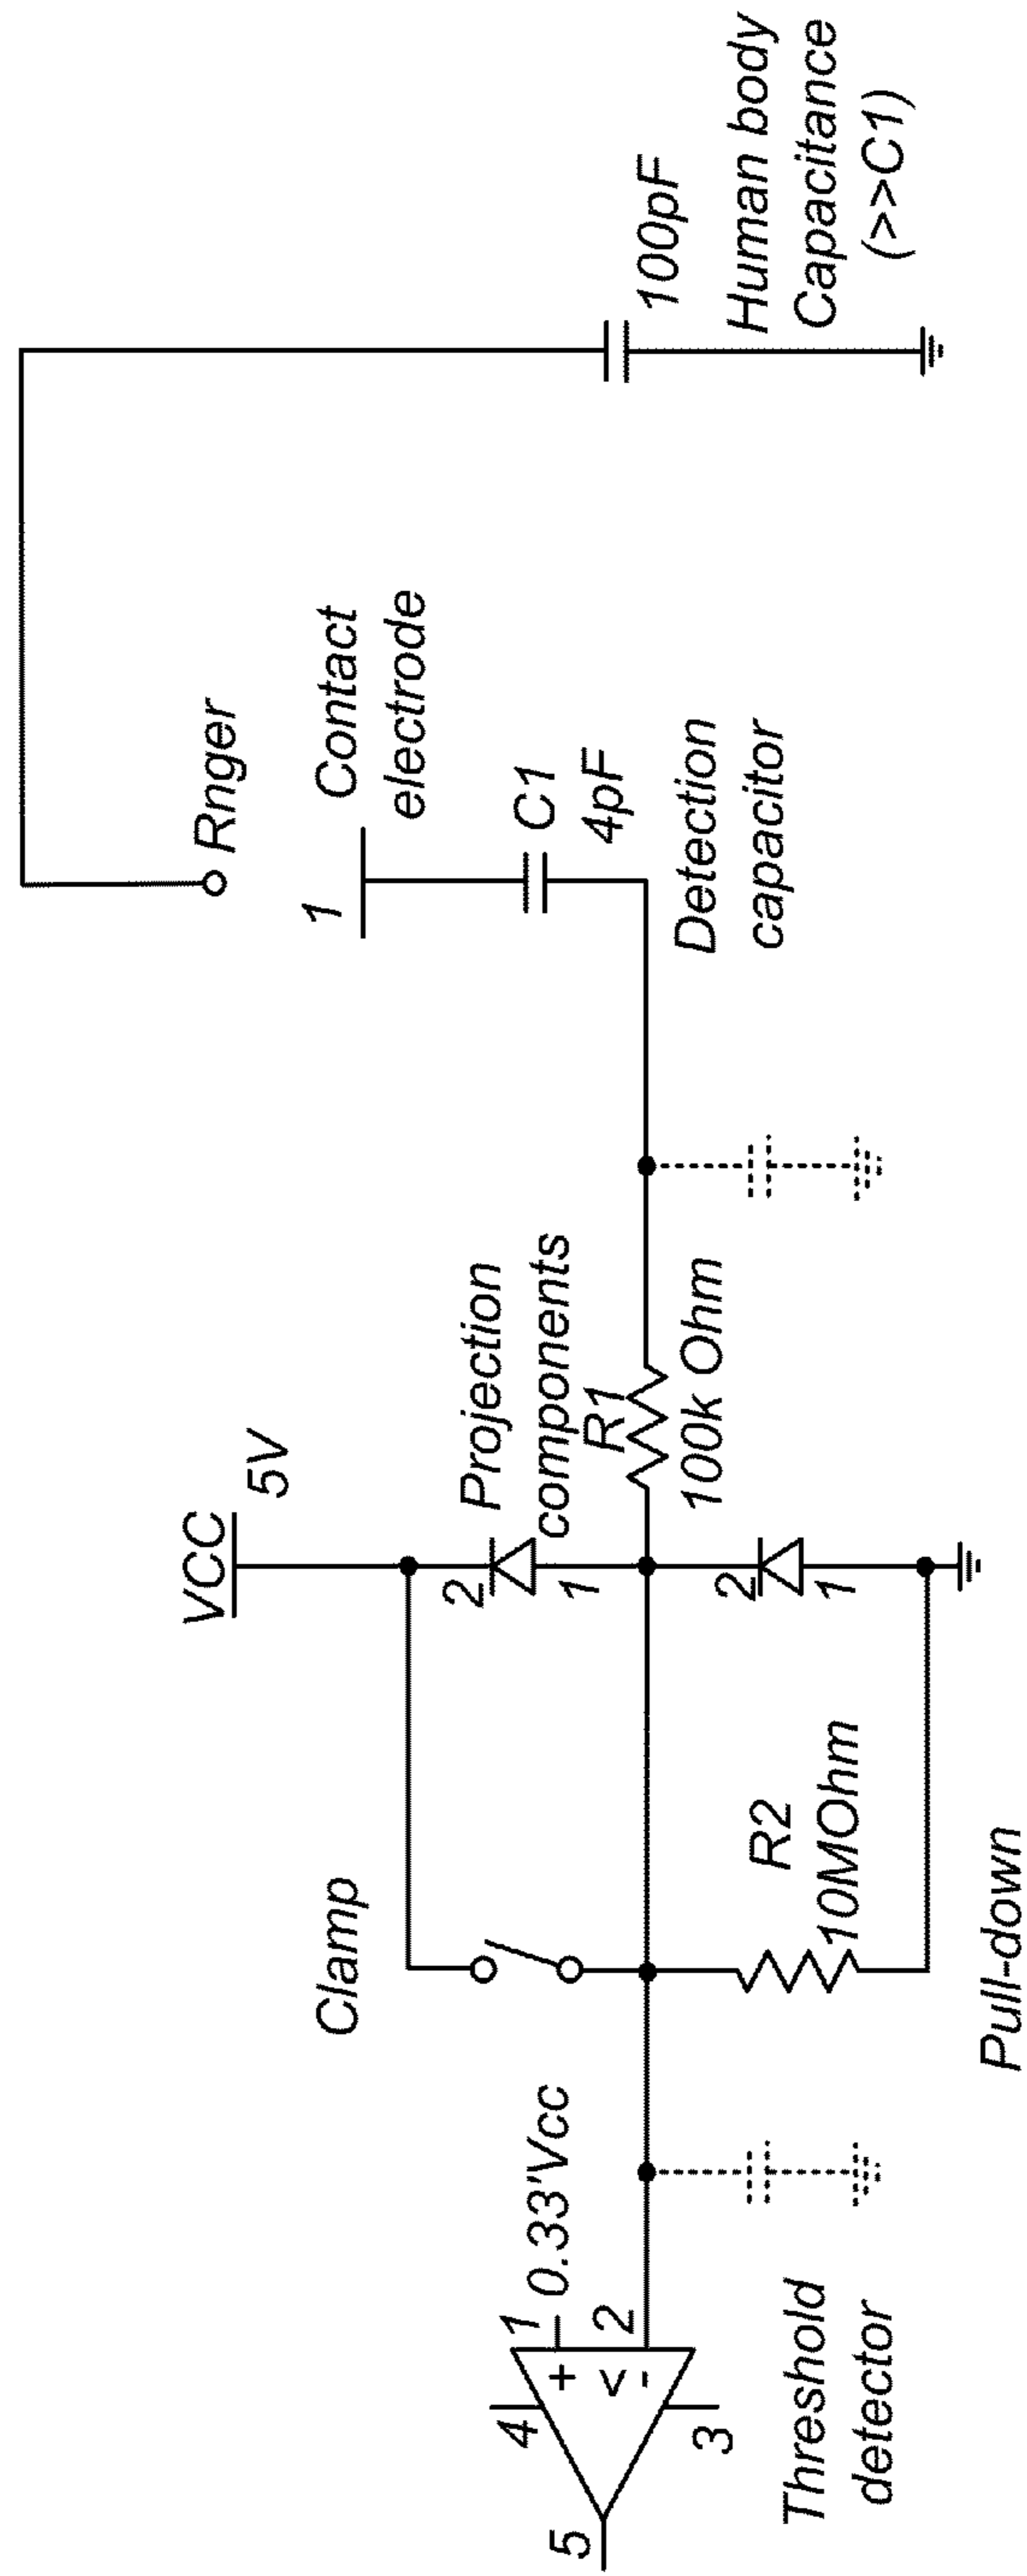 Clamp
VCC
5V
Projection
components
R1
100k Ohm
2
1
2
1
R2
10MOhm
Pull-down
0.33'Vcc
1
2
+
<
-
4
3
5
Threshold
detector
Rnger
1
Contact
electrode
C1
4pF
Detection
capacitor
100pF
Human body
Capacitance
(>>C1)